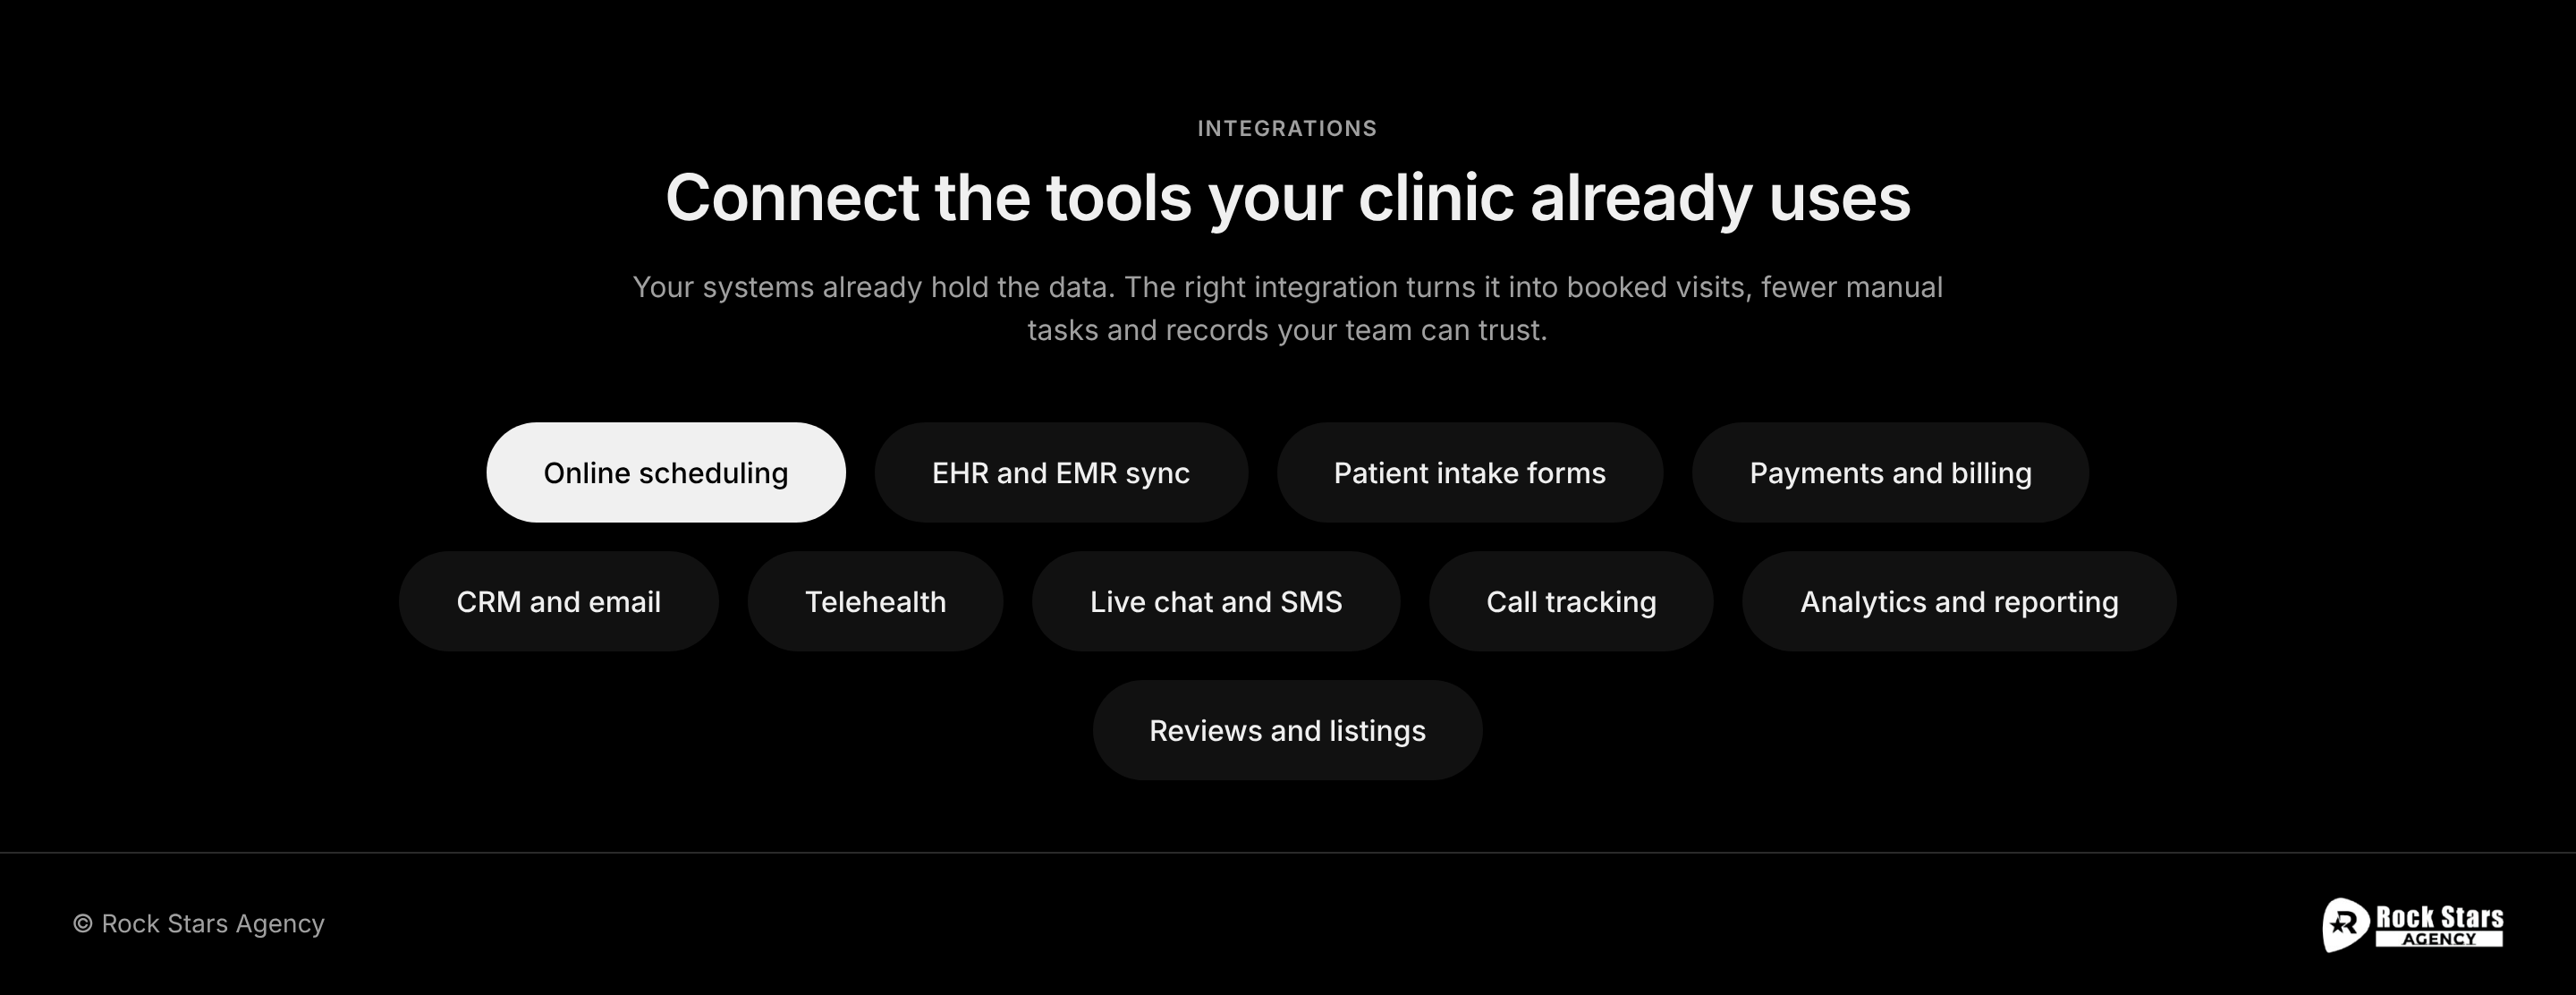 INTEGRATIONS
Connect the tools your clinic already uses
Your systems already hold the data. The right integration turns it into booked visits, fewer manual
tasks and records your team can trust.
Online scheduling
EHR and EMR sync
Patient intake forms
Payments and billing
CRM and email
Telehealth
Live chat and SMS
Call tracking
Analytics and reporting
Reviews and listings
© Rock Stars Agency
R
Rock Stars
AGENCY